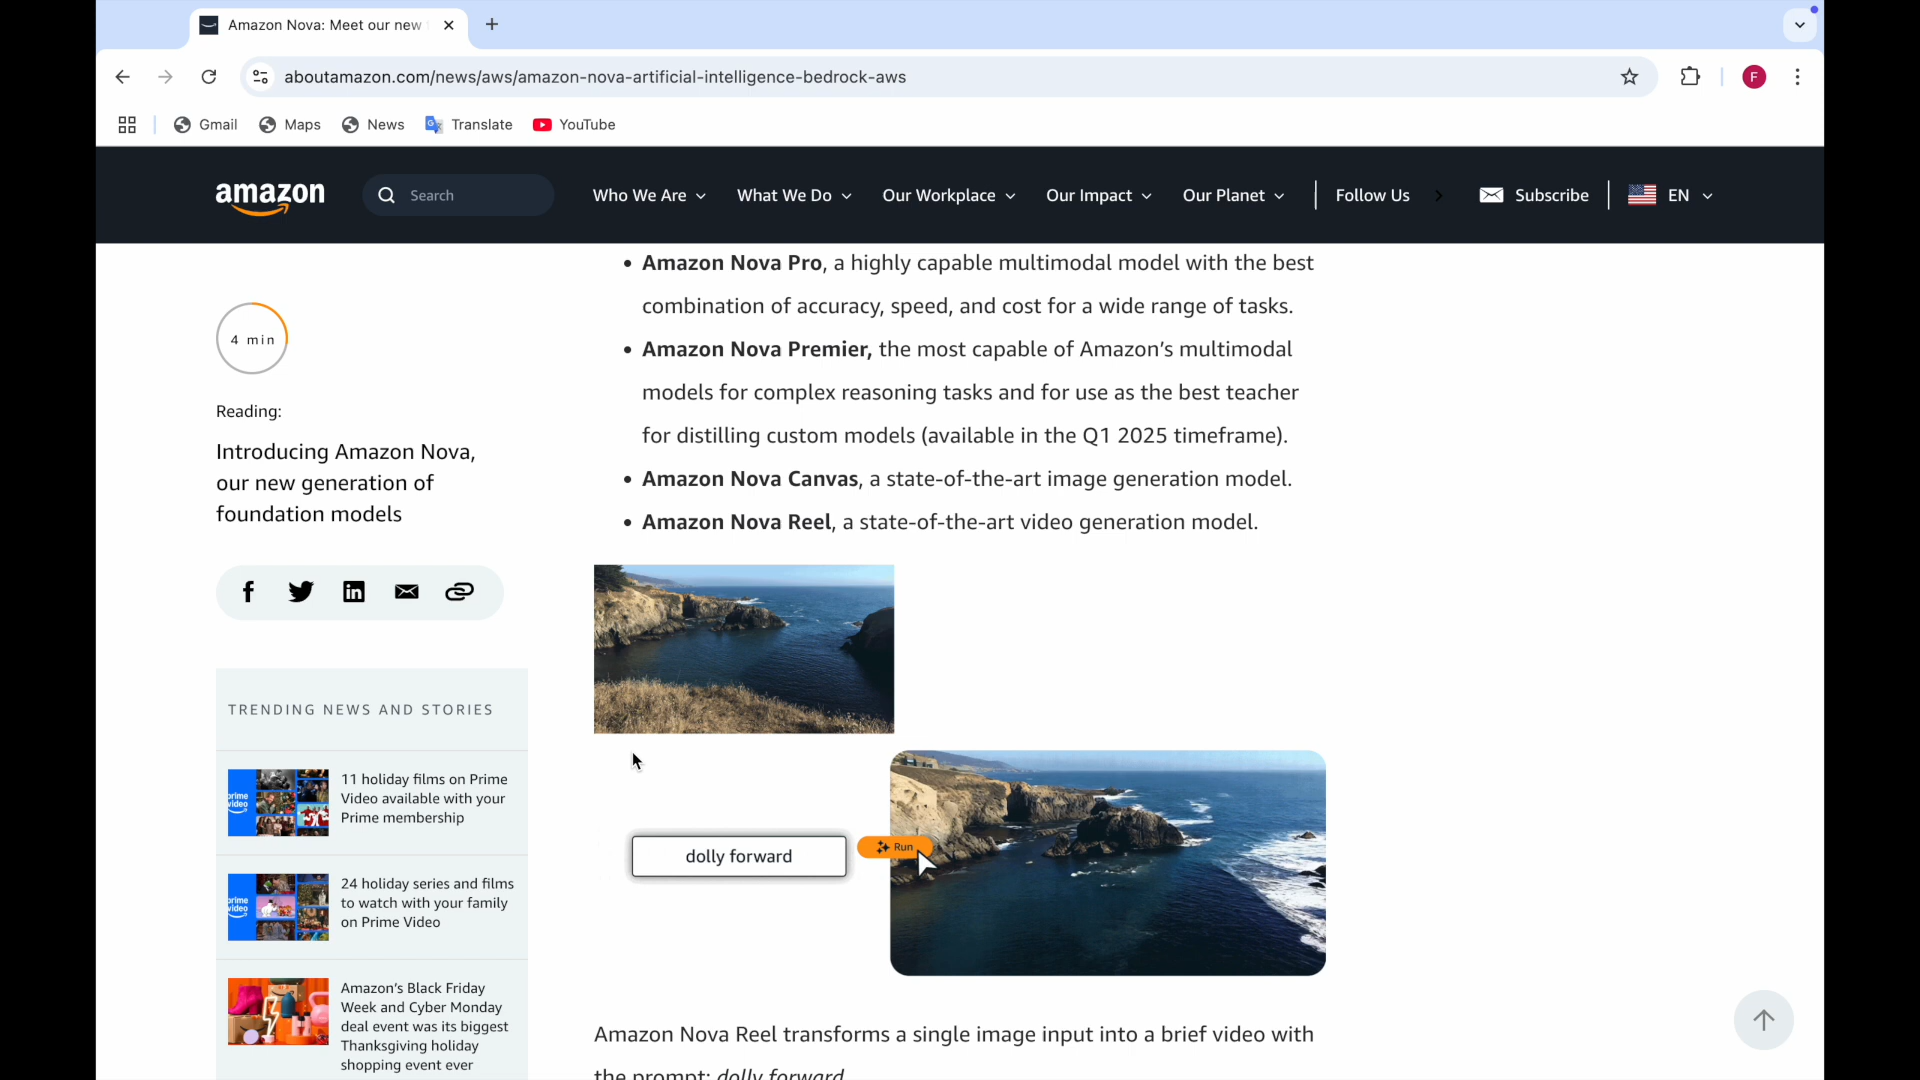 Amazon Nova: Meet our new
aboutamazon.com/news/aws/amazon-nova-artificial-intelligence-bedrock-aws
F
Gmail
Maps
News
Translate
YouTube
amazon
Search
Who We Are
What We Do
Our Workplace
Our Impact
Our Planet
Follow Us
Subscribe
EN
4 min
Reading:
Introducing Amazon Nova,
our new generation of
foundation models
TRENDING NEWS AND STORIES
prime
video
11 holiday films on Prime
Video available with your
Prime membership
prime
video
24 holiday series and films
to watch with your family
on Prime Video
Amazon’s Black Friday
Week and Cyber Monday
deal event was its biggest
Thanksgiving holiday
shopping event ever
• Amazon Nova Pro, a highly capable multimodal model with the best
combination of accuracy, speed, and cost for a wide range of tasks.
• Amazon Nova Premier, the most capable of Amazon’s multimodal
models for complex reasoning tasks and for use as the best teacher
for distilling custom models (available in the Q1 2025 timeframe).
• Amazon Nova Canvas, a state-of-the-art image generation model.
• Amazon Nova Reel, a state-of-the-art video generation model.
dolly forward
Run
Amazon Nova Reel transforms a single image input into a brief video with
the prompt: dolly forward